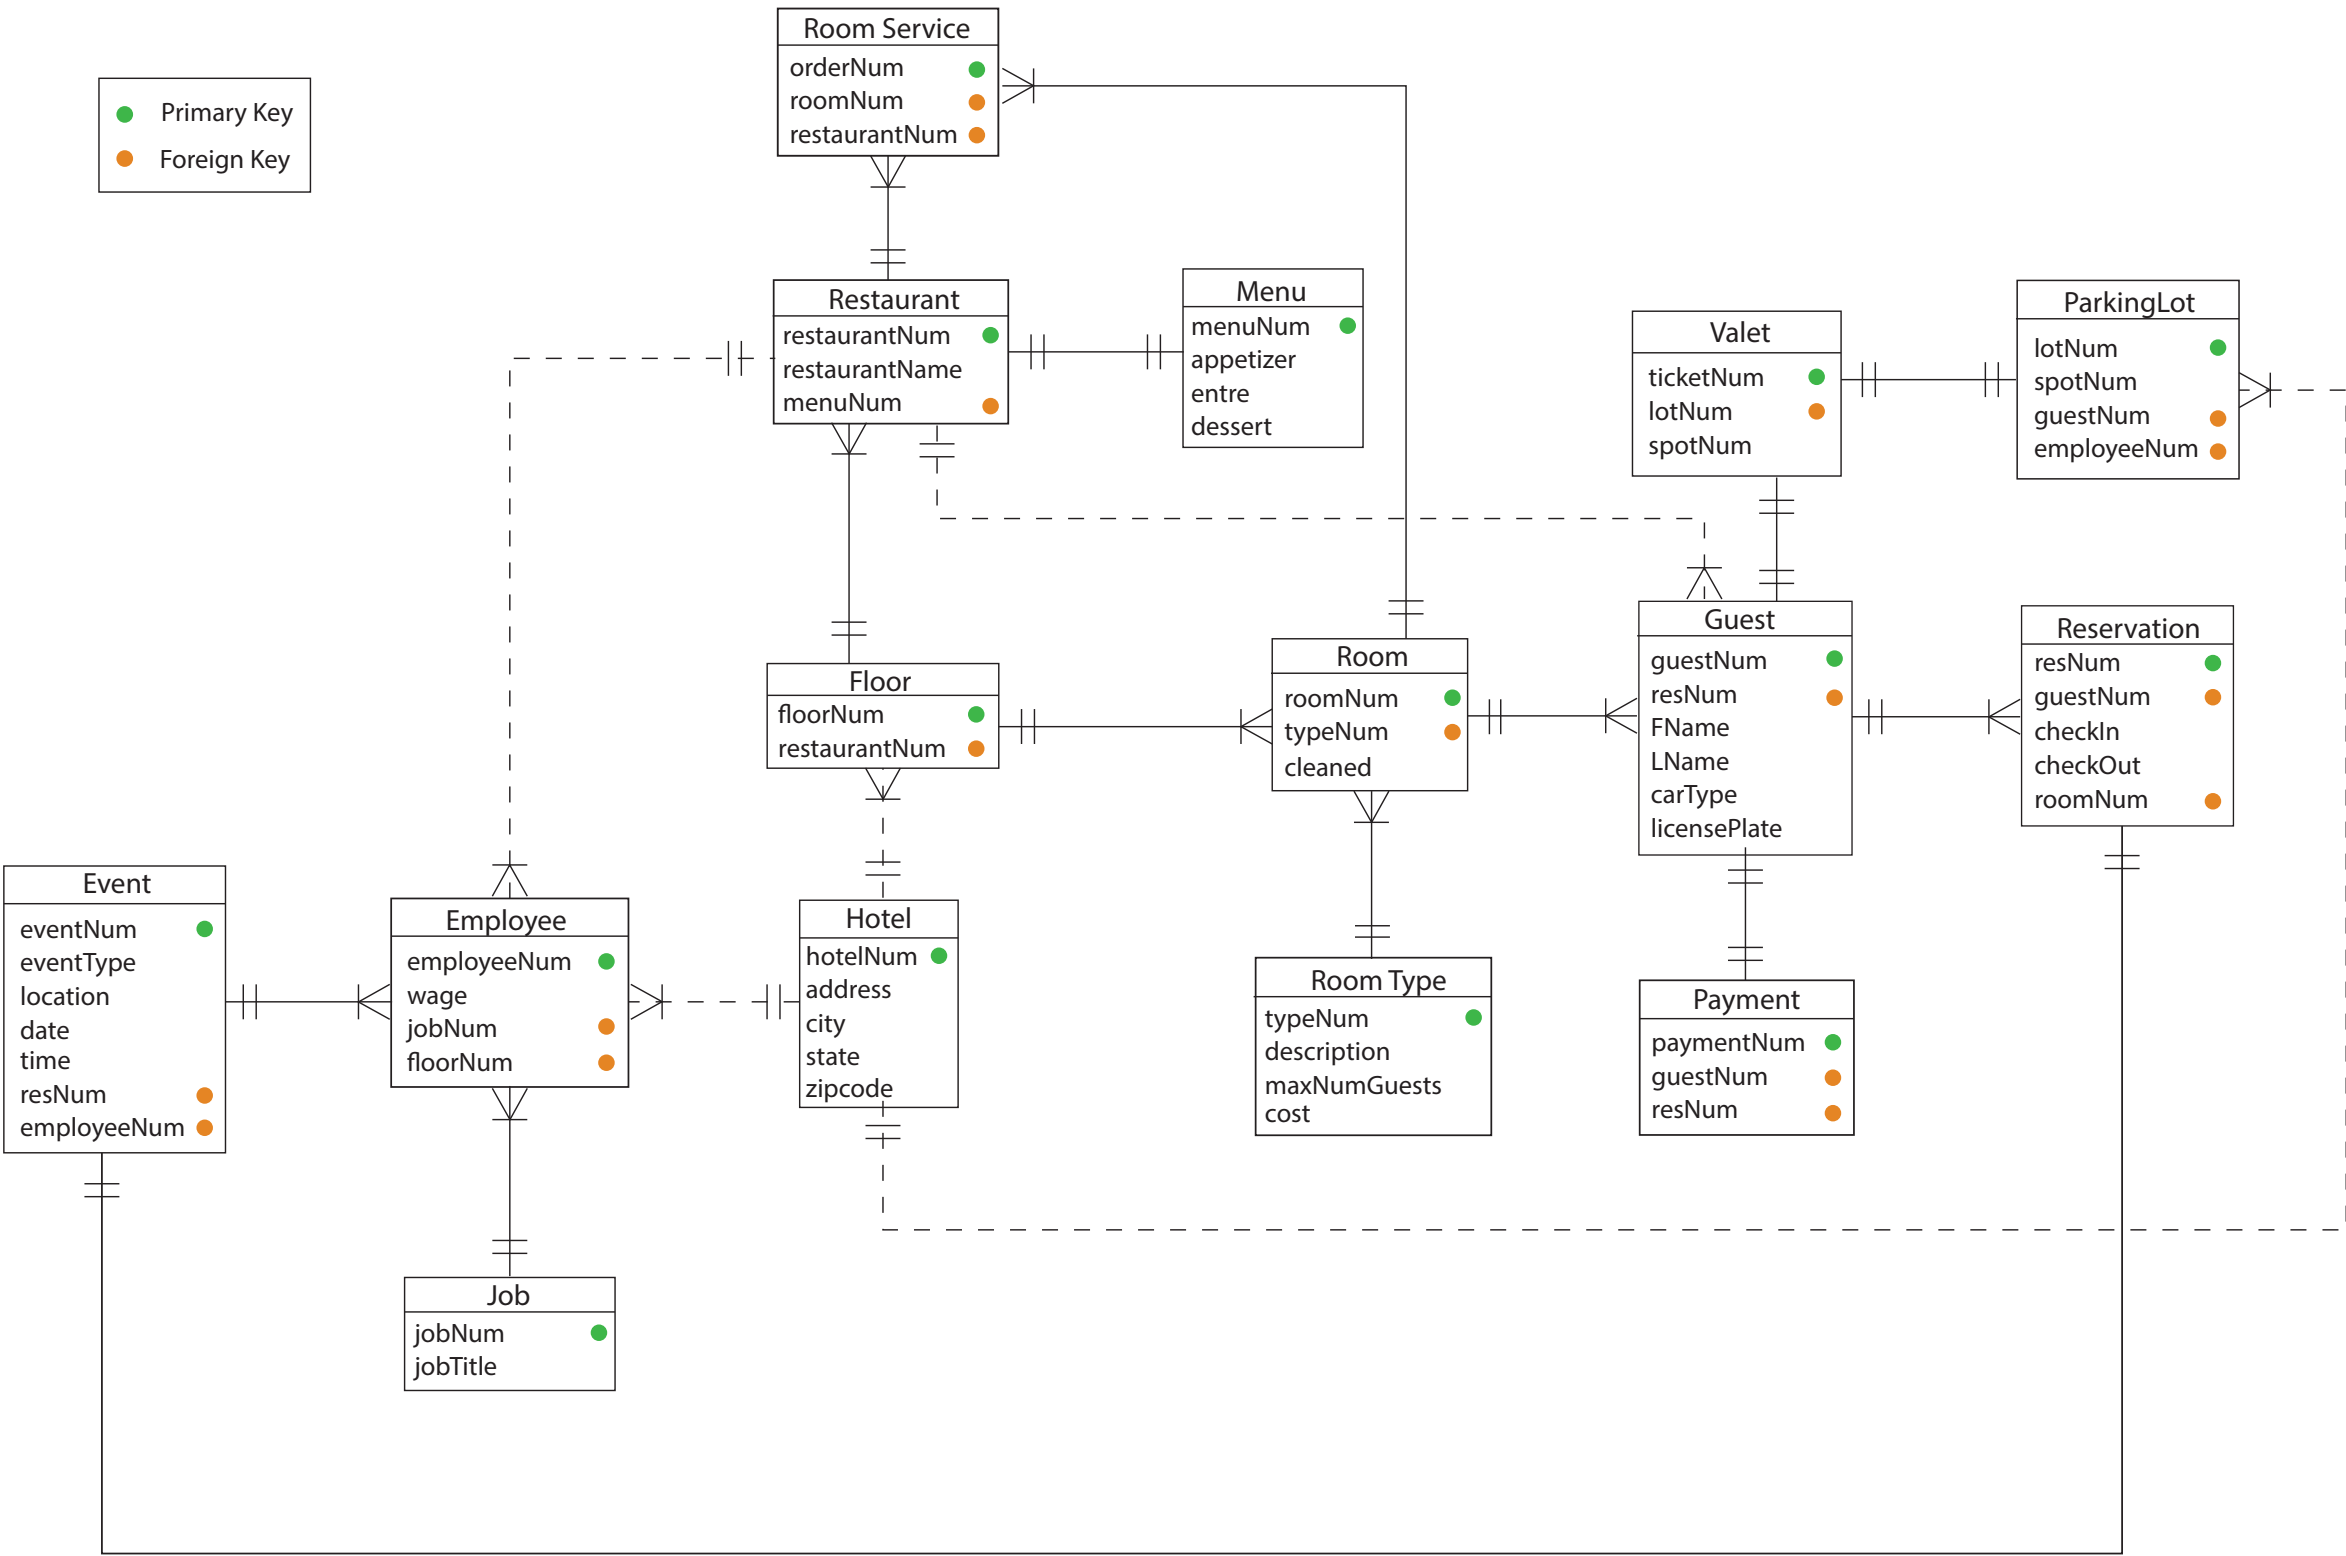 Primary Key
Foreign Key
Room Service
orderNum
roomNum
restaurantNum
Restaurant
restaurantNum
restaurantName
menuNum
Menu
menuNum
appetizer
entre
dessert
Valet
ticketNum
lotNum
spotNum
ParkingLot
lotNum
spotNum
guestNum
employeeNum
Floor
floorNum
restaurantNum
Room
roomNum
typeNum
cleaned
Guest
guestNum
resNum
FName
LName
carType
licensePlate
Reservation
resNum
guestNum
checkIn
checkOut
roomNum
Event
eventNum
eventType
location
date
time
resNum
employeeNum
Employee
employeeNum
wage
jobNum
floorNum
Hotel
hotelNum
address
city
state
zipcode
Room Type
typeNum
description
maxNumGuests
cost
Payment
paymentNum
guestNum
resNum
Job
jobNum
jobTitle